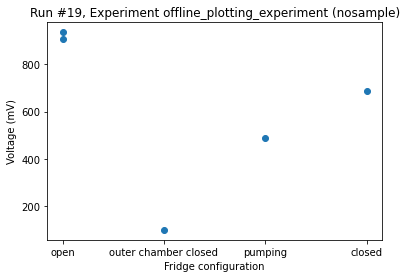 Run #19, Experiment offline_plotting_experiment (nosample)
800
600
400
200
Voltage (mV)
open outer chamber closed pumping closed
Fridge configuration